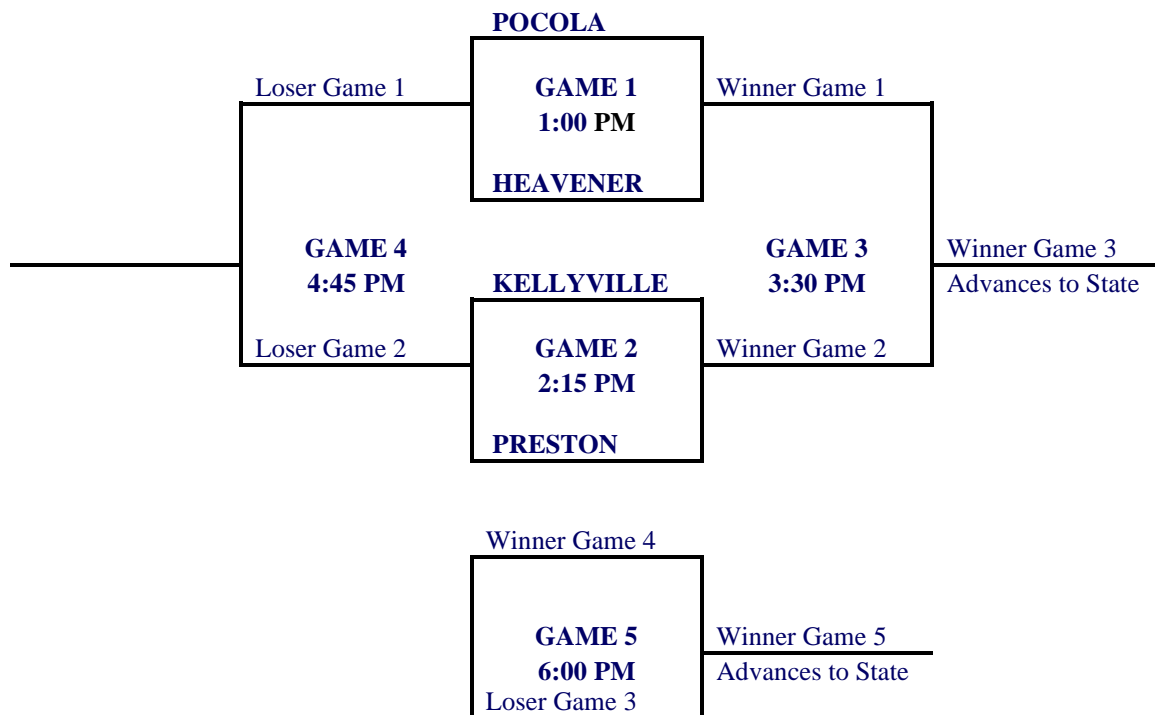 POCOLA
Loser Game 1
GAME 1
Winner Game 1
1:00 PM
HEAVENER
GAME 4
GAME 3
Winner Game 3
4:45 PM
KELLYVILLE
3:30 PM
Advances to State
Loser Game 2
GAME 2
Winner Game 2
2:15 PM
PRESTON
Winner Game 4
GAME 5
Winner Game 5
6:00 PM
Advances to State
Loser Game 3